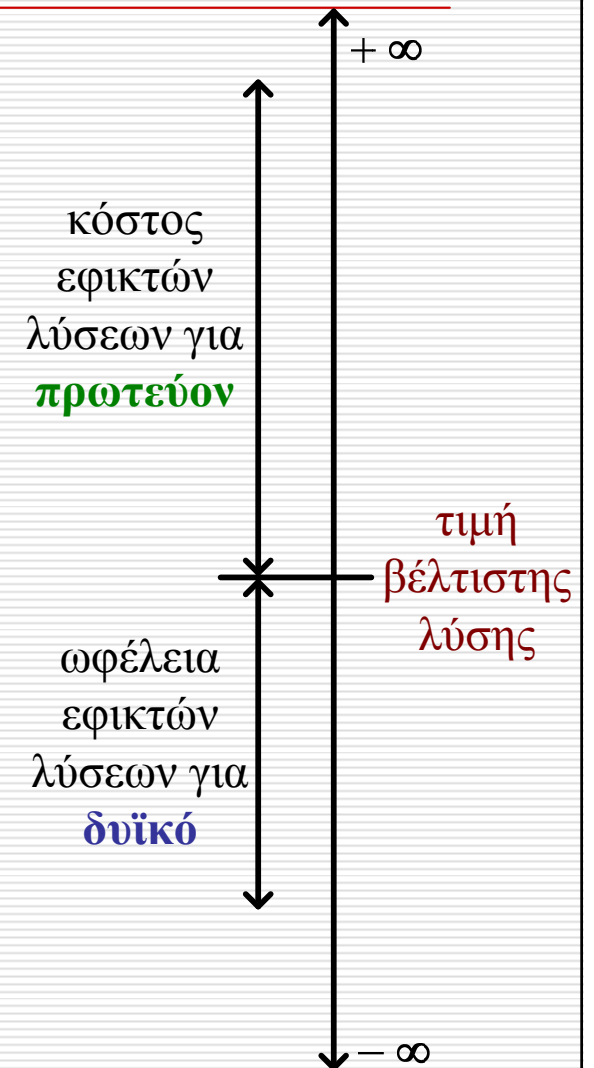 + ∞
κόστος
εφικτών
λύσεων για
πρωτεύον
τιμή
βέλτιστης
λύσης
ωφέλεια
εφικτών
λύσεων για
δυϊκό
− ∞